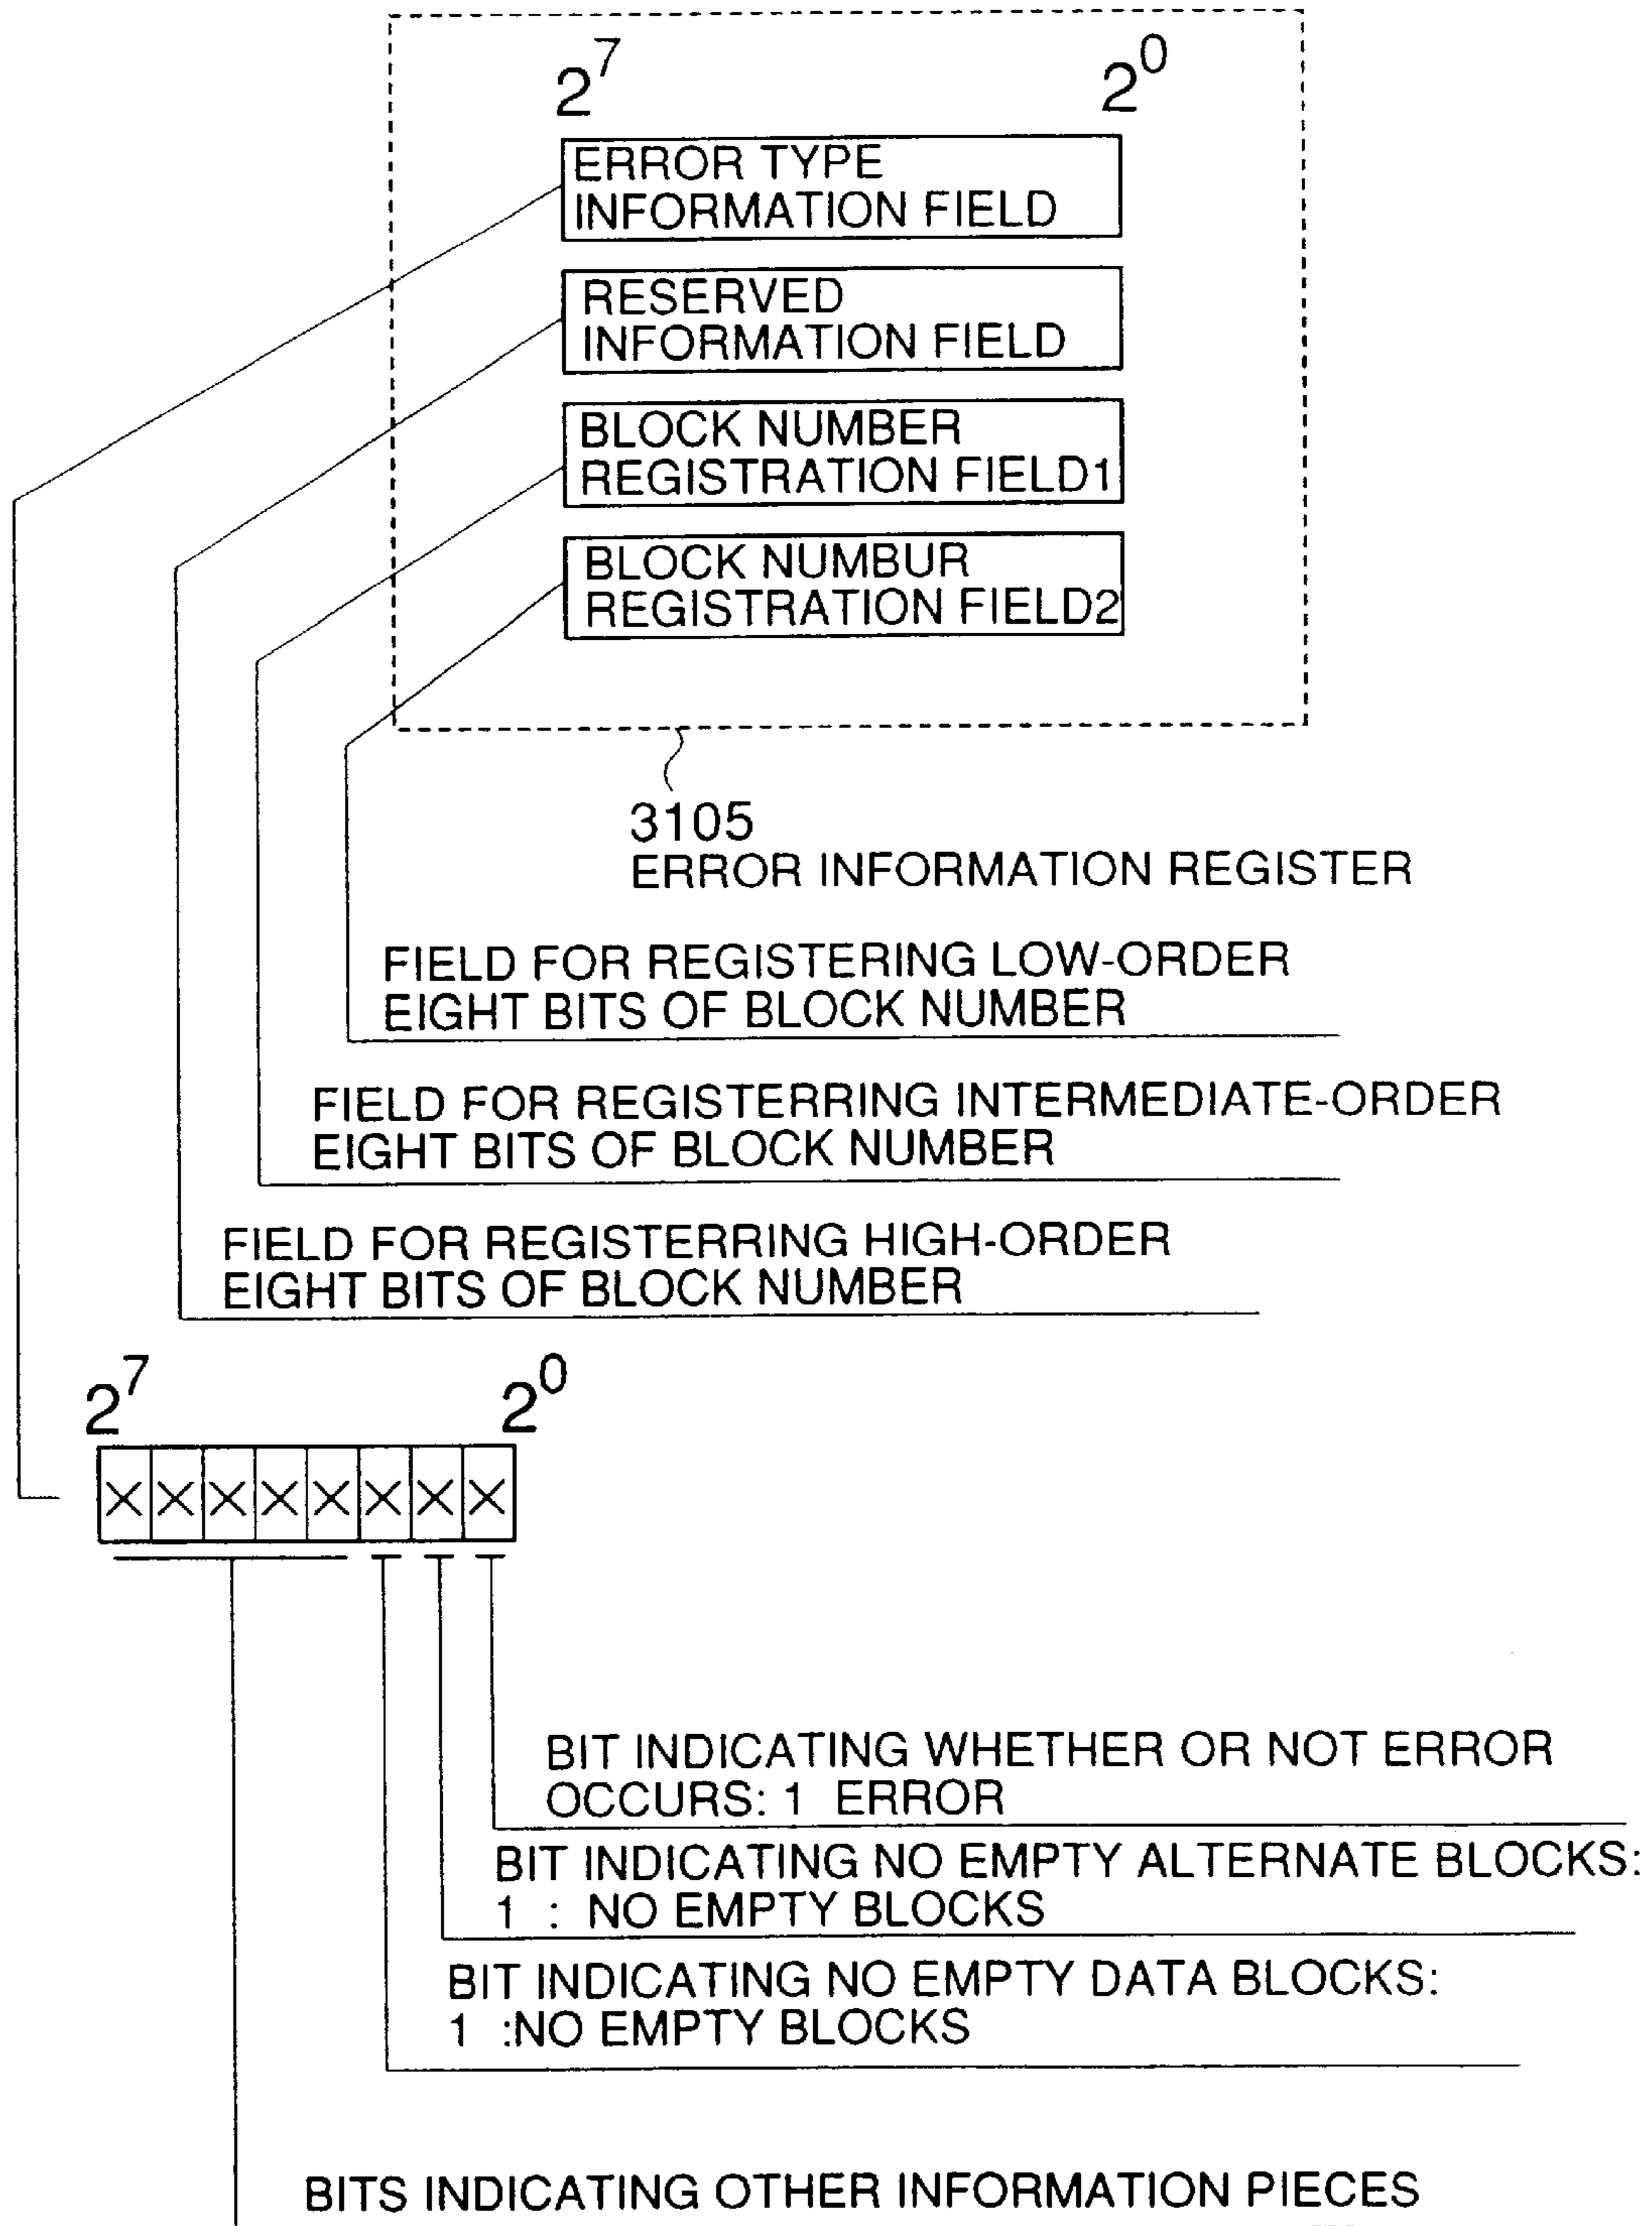 2^7 2^0
ERROR TYPE
INFORMATION FIELD
RESERVED
INFORMATION FIELD
BLOCK NUMBER
REGISTRATION FIELD1
BLOCK NUMBUR
REGISTRATION FIELD2
3105
ERROR INFORMATION REGISTER
FIELD FOR REGISTERING LOW-ORDER
EIGHT BITS OF BLOCK NUMBER
FIELD FOR REGISTERRING INTERMEDIATE-ORDER
EIGHT BITS OF BLOCK NUMBER
FIELD FOR REGISTERRING HIGH-ORDER
EIGHT BITS OF BLOCK NUMBER
2^7 2^0
X X X X X X X X
BIT INDICATING WHETHER OR NOT ERROR
OCCURS: 1 ERROR
BIT INDICATING NO EMPTY ALTERNATE BLOCKS:
1 : NO EMPTY BLOCKS
BIT INDICATING NO EMPTY DATA BLOCKS:
1 :NO EMPTY BLOCKS
BITS INDICATING OTHER INFORMATION PIECES